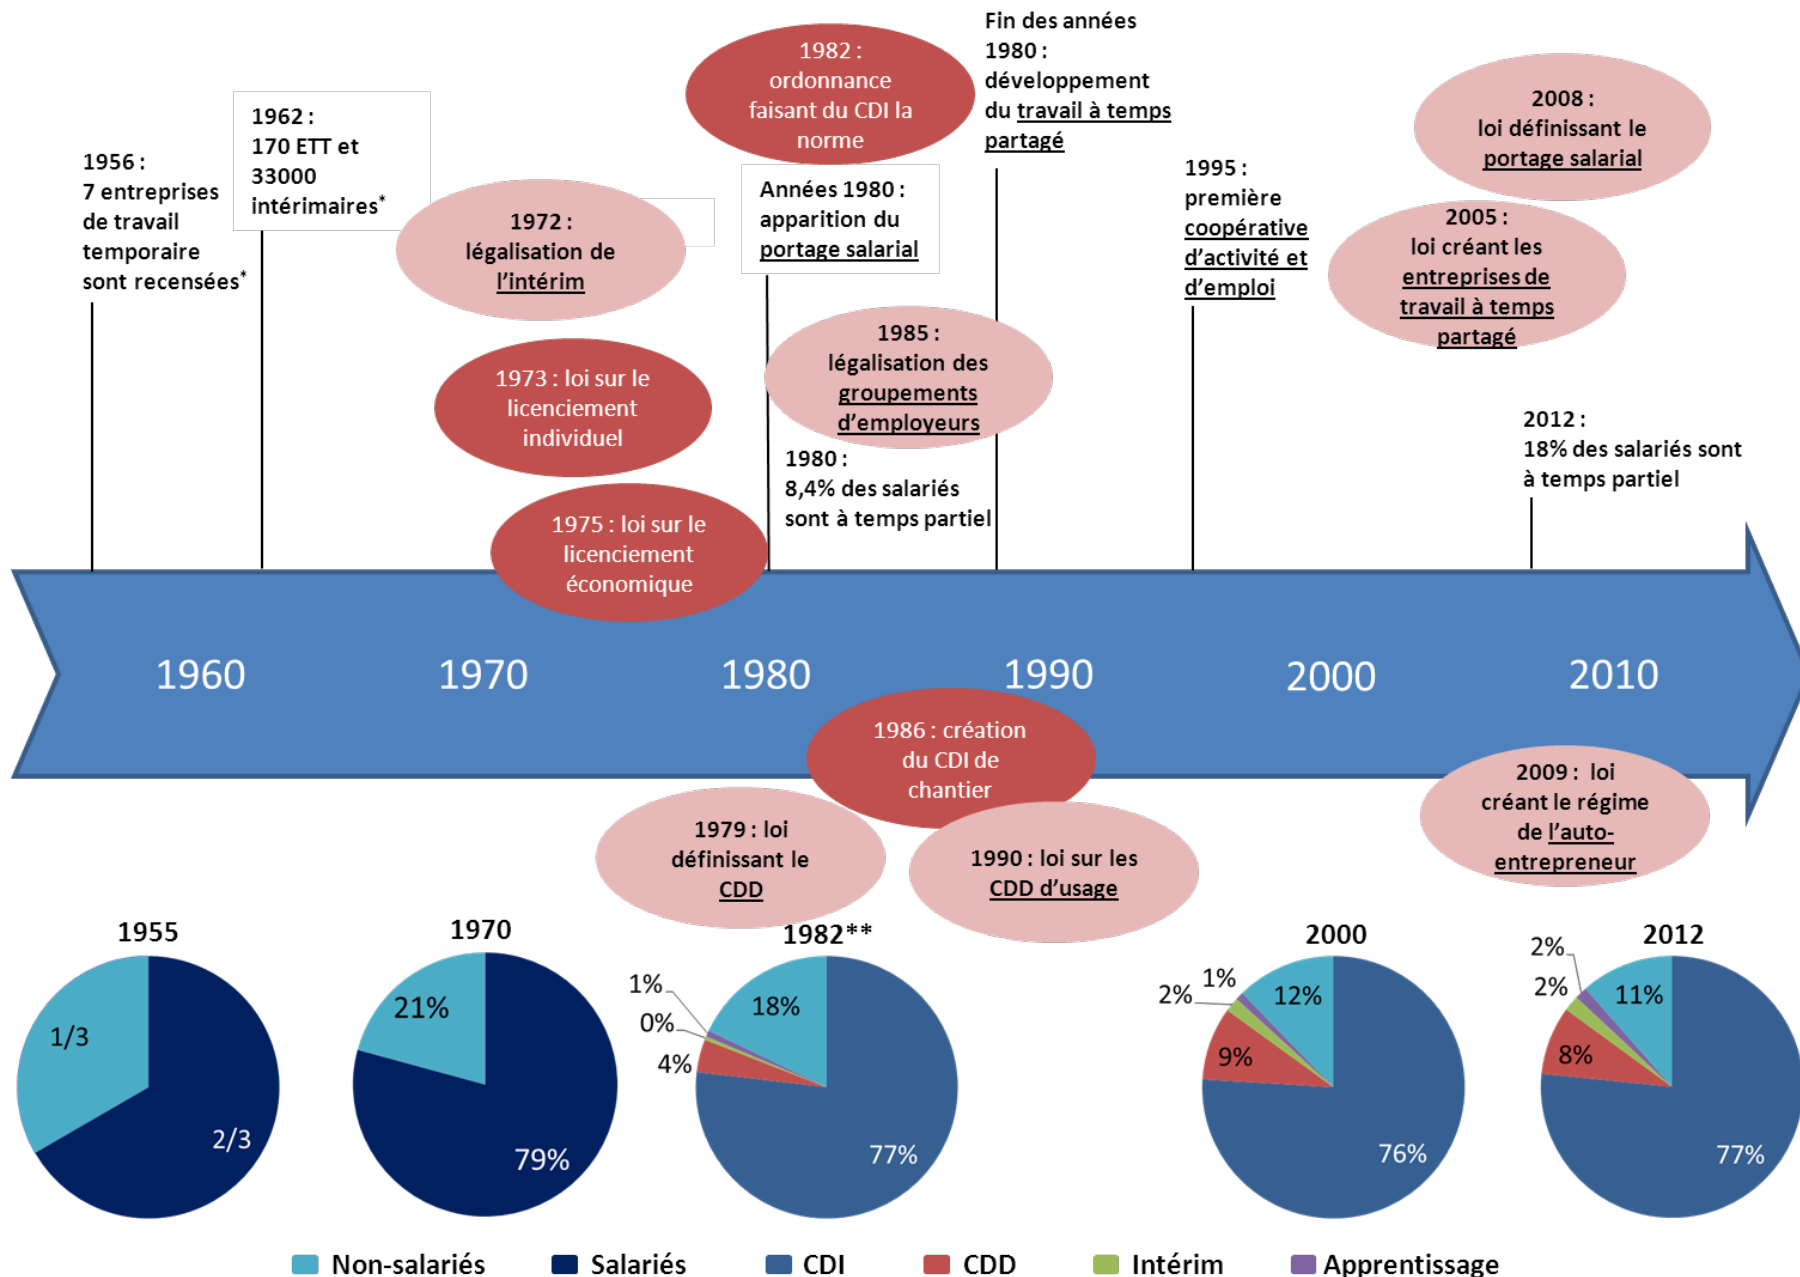 1956 :
7 entreprises
de travail
temporaire
sont recensées*
1962 :
170 ETT et
33000
intérimaires*
1972 :
légalisation de
l'intérim
1973 : loi sur le
licenciement
individuel
1975 : loi sur le
licenciement
économique
1982 :
ordonnance
faisant du CDI la
norme
Années 1980 :
apparition du
portage salarial
1985 :
légalisation des
groupements
d'employeurs
1980 :
8,4% des salariés
sont à temps partiel
Fin des années
1980 :
développement
du travail à temps
partagé
1995 :
première
coopérative
d'activité et
d'emploi
2008 :
loi définissant le
portage salarial
2005 :
loi créant les
entreprises de
travail à temps
partagé
2012 :
18% des salariés sont
à temps partiel
1960
1970
1980
1990
2000
2010
1986 : création
du CDI de
chantier
1979 : loi
définissant le
CDD
1990 : loi sur les
CDD d'usage
2009 : loi
créant le régime
de l'auto-
entrepreneur
1955
1/3
2/3
1970
21%
79%
1982**
1%
0%
4%
18%
77%
2000
1%
2%
9%
12%
76%
2012
2%
2%
8%
11%
77%
Non-salariés
Salariés
CDI
CDD
Intérim
Apprentissage